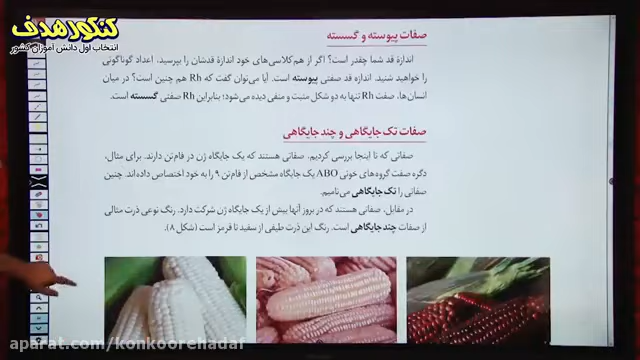 کنکور هدف
انتخاب اول دانش آموزان کشور
صفات پیوسته و گسسته
اندازهٔ قد شما چقدر است؟ اگر از هم‌کلاسی‌های خود اندازهٔ قدشان را بپرسید، اعداد گوناگونی
را خواهید شنید. اندازه قد صفتی پیوسته است. آیا می‌توان گفت که Rh هم چنین است؟ در میان
انسان‌ها، صفت Rh تنها به دو شکل مثبت و منفی دیده می‌شود؛ بنابراین Rh صفتی گسسته است.
صفات تک جایگاهی و چند جایگاهی
صفاتی که تا اینجا بررسی کردیم، صفاتی هستند که یک جایگاه ژن در فام‌تن دارند. برای مثال،
دگرهٔ صفت گروه‌های خونی ABO یک جایگاه مشخص از فام‌تن ۹ را به خود اختصاص داده‌اند. چنین
صفاتی را تک جایگاهی می‌نامیم.
در مقابل، صفاتی هستند که در بروز آنها بیش از یک جایگاه ژن شرکت دارد. رنگ نوعی ذرت مثالی
از صفات چند جایگاهی است. رنگ این ذرت طیفی از سفید تا قرمز است (شکل ۸).
aparat.com/konkoorehadaf